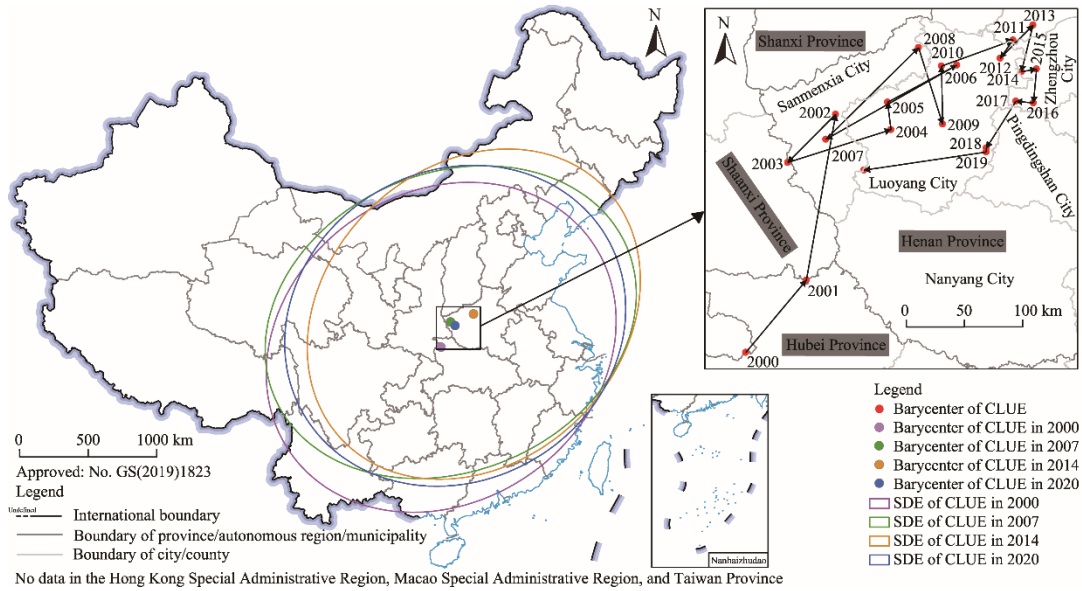 N
0 500 1000 km
Approved: No. GS(2019)1823
Legend
Undefined
International boundary
Boundary of province/autonomous region/municipality
Boundary of city/county
No data in the Hong Kong Special Administrative Region, Macao Special Administrative Region, and Taiwan Province
Nanhaizhudao
N
Shanxi Province
Sanmenxia City
Shaanxi Province
Luoyang City
Zhengzhou
City
Pingdingshan City
Henan Province
Nanyang City
Hubei Province
0 50 100 km
2000
2001
2002
2003
2004
2005
2006
2007
2008
2009
2010
2011
2012
2013
2014
2015
2016
2017
2018
2019
Legend
Barycenter of CLUE
Barycenter of CLUE in 2000
Barycenter of CLUE in 2007
Barycenter of CLUE in 2014
Barycenter of CLUE in 2020
SDE of CLUE in 2000
SDE of CLUE in 2007
SDE of CLUE in 2014
SDE of CLUE in 2020